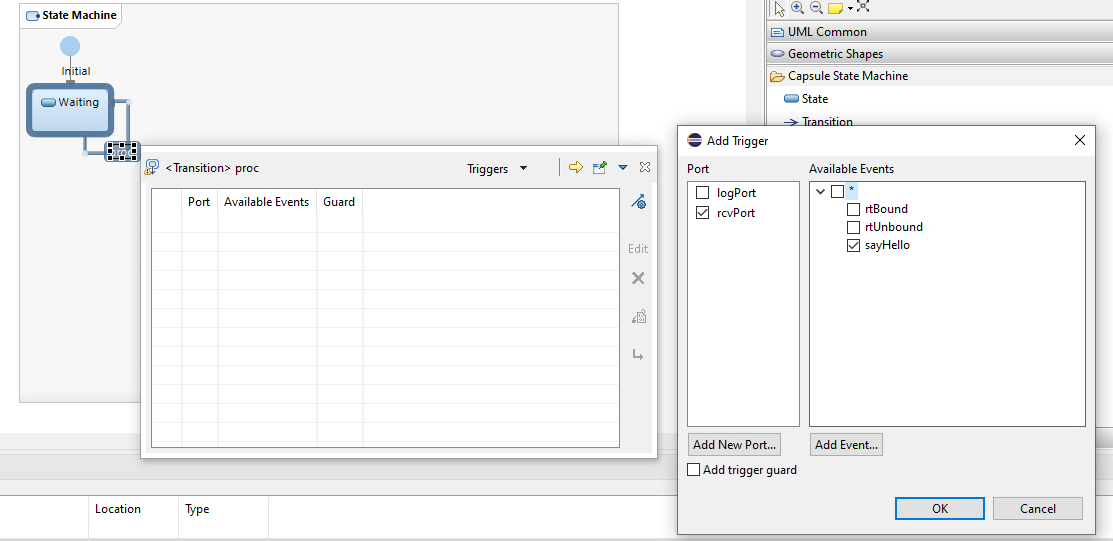 State Machine
Initial
Waiting
proc
UML Common
Geometric Shapes
Capsule State Machine
State
Transition
<Transition> proc
Triggers
Port Available Events Guard
Edit
Add Trigger
Port
Available Events
logPort
rcvPort
*
rtBound
rtUnbound
sayHello
Add New Port...
Add Event...
Add trigger guard
OK
Cancel
Location
Type